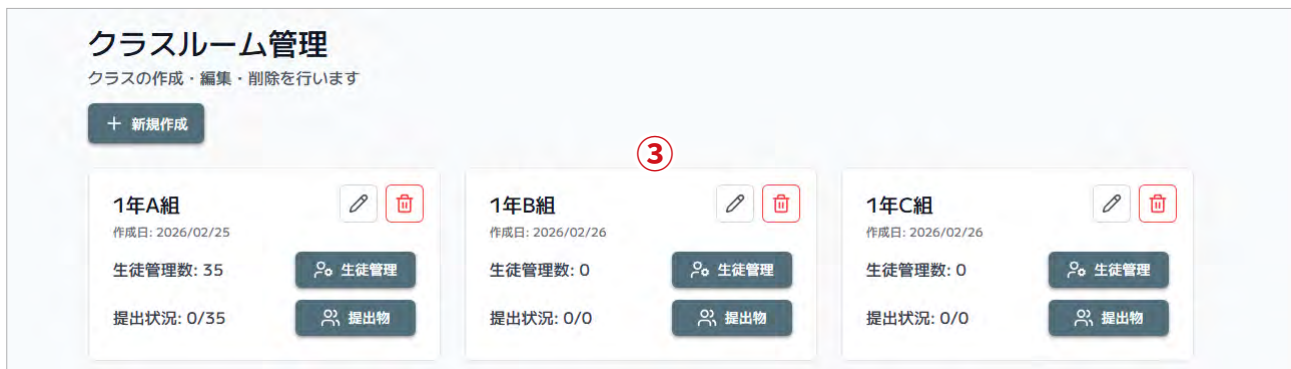 クラスルーム管理
クラスの作成・編集・削除を行います
＋ 新規作成
③
1年A組
作成日: 2026/02/25
生徒管理数: 35
生徒管理
提出状況: 0/35
提出物
1年B組
作成日: 2026/02/26
生徒管理数: 0
生徒管理
提出状況: 0/0
提出物
1年C組
作成日: 2026/02/26
生徒管理数: 0
生徒管理
提出状況: 0/0
提出物